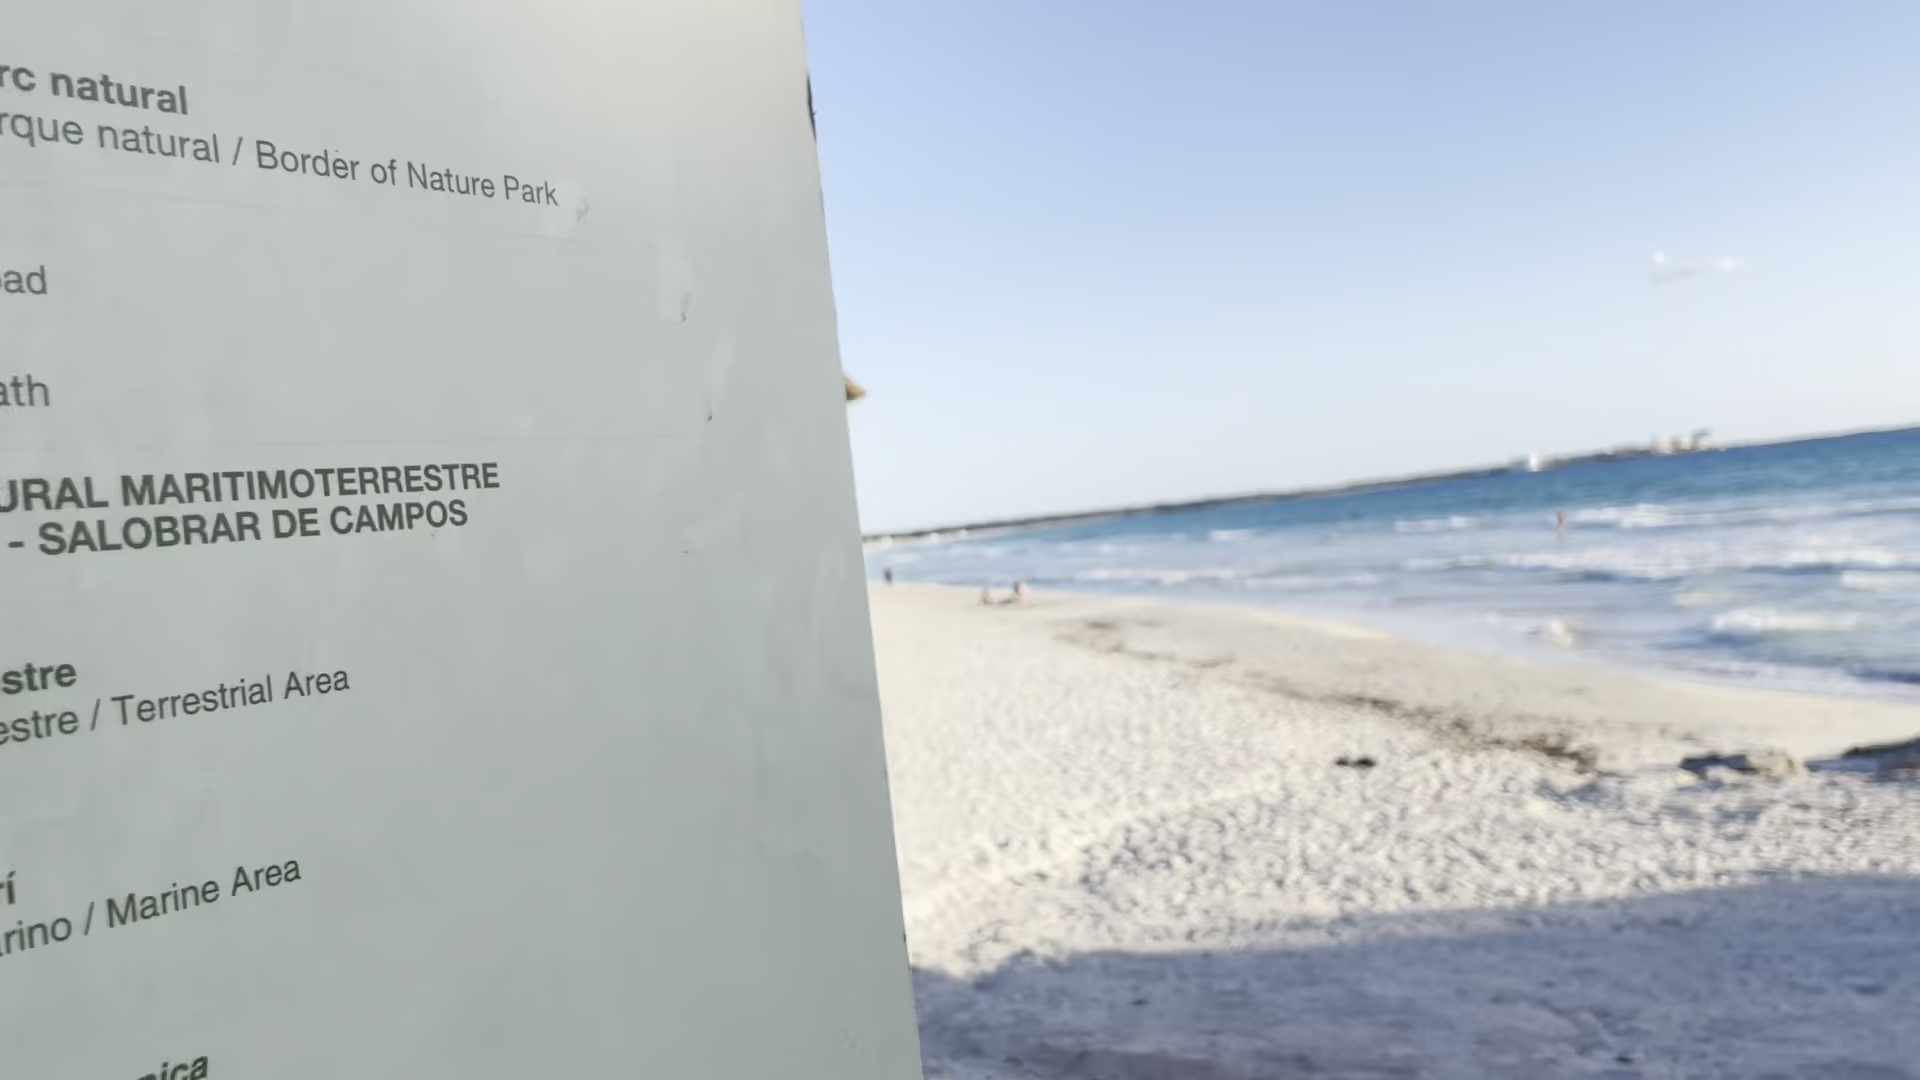 rc natural
rque natural / Border of Nature Park
oad
ath
URAL MARITIMOTERRESTRE
- SALOBRAR DE CAMPOS
stre
estre / Terrestrial Area
rí
rino / Marine Area
nica